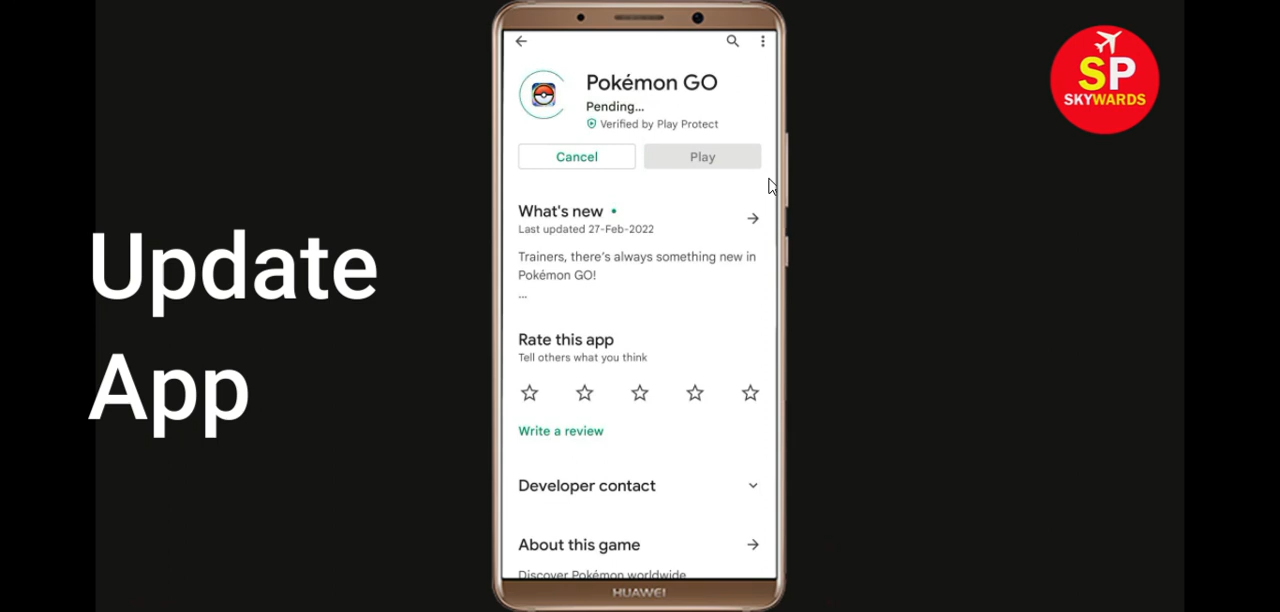 Update
App
Pokémon GO
Pending...
Verified by Play Protect
Cancel
Play
What's new
Last updated 27-Feb-2022
Trainers, there's always something new in
Pokémon GO!
...
Rate this app
Tell others what you think
Write a review
Developer contact
About this game
Discover Pokémon worldwide
HUAWEI
SP
SKYWARDS